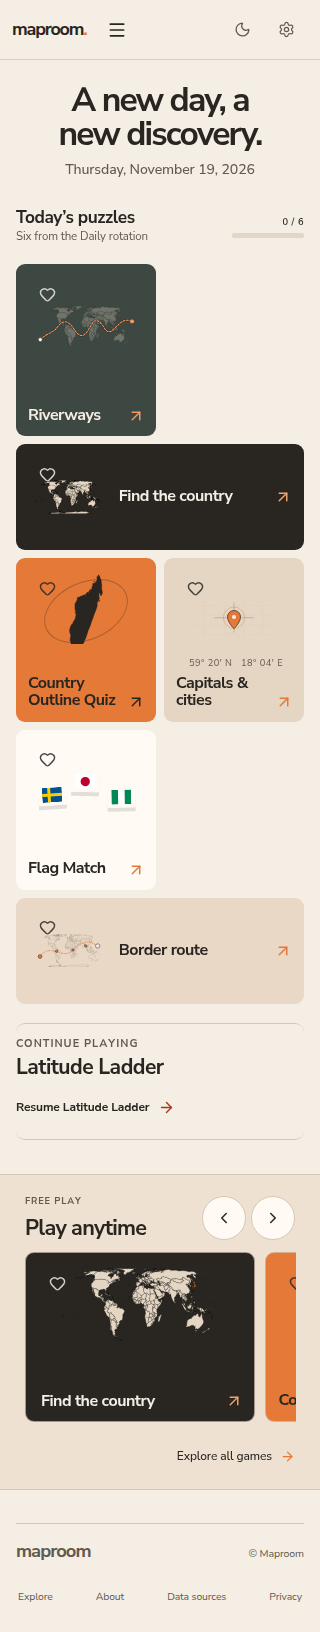 maproom.
A new day, a
new discovery.
Thursday, November 19, 2026
Today’s puzzles
0 / 6
Six from the Daily rotation
Riverways
Find the country
Country
Outline Quiz
59° 20′ N 18° 04′ E
Capitals &
cities
Flag Match
Border route
CONTINUE PLAYING
Latitude Ladder
Resume Latitude Ladder
FREE PLAY
Play anytime
Find the country
Co
Explore all games
maproom
© Maproom
Explore About Data sources Privacy